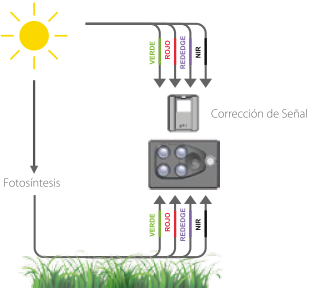 VERDE
ROJO
REDEDGE
NIR
Corrección de Señal
Fotosíntesis
VERDE
ROJO
REDEDGE
NIR